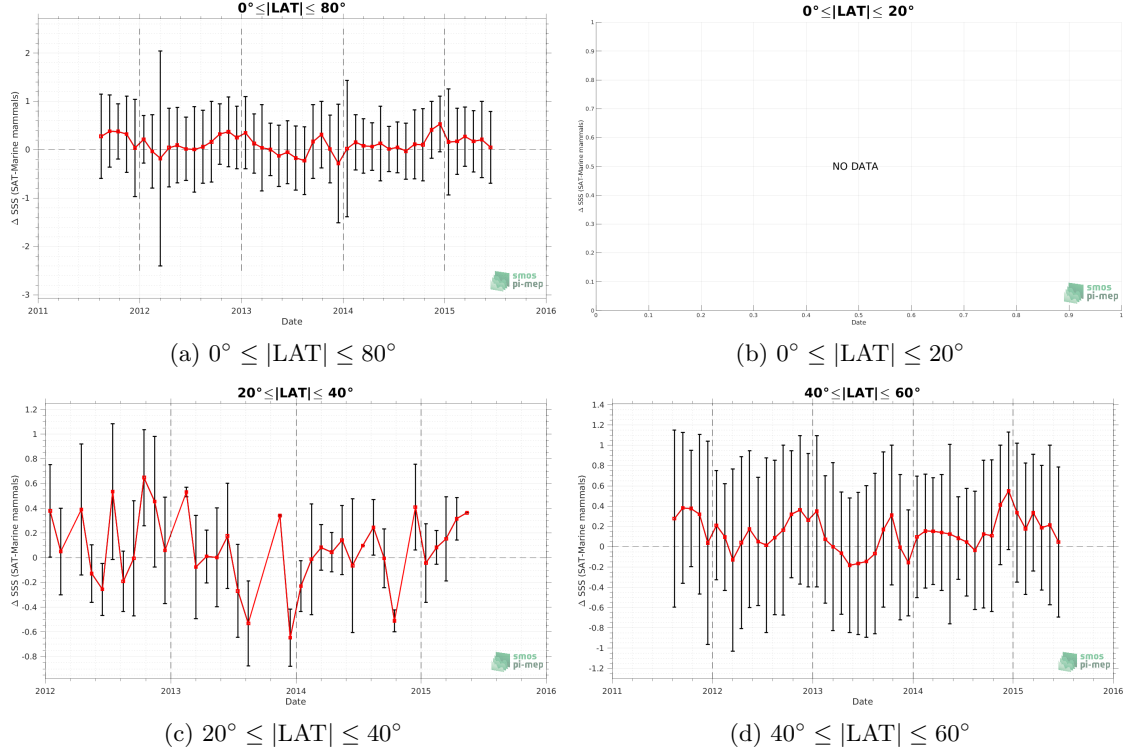 0°≤|LAT|≤ 80°
Δ SSS (SAT-Marine mammals)
2
1
0
-1
-2
-3
2011
2012
2013
2014
2015
2016
Date
smos
pi-mep
(a) 0° ≤ |LAT| ≤ 80°
0°≤|LAT|≤ 20°
Δ SSS (SAT-Marine mammals)
1
0.9
0.8
0.7
0.6
0.5
0.4
0.3
0.2
0.1
0
NO DATA
0
0.1
0.2
0.3
0.4
0.5
0.6
0.7
0.8
0.9
1
Date
smos
pi-mep
(b) 0° ≤ |LAT| ≤ 20°
20°≤|LAT|≤ 40°
Δ SSS (SAT-Marine mammals)
1.2
1
0.8
0.6
0.4
0.2
0
-0.2
-0.4
-0.6
-0.8
2012
2013
2014
2015
2016
Date
smos
pi-mep
(c) 20° ≤ |LAT| ≤ 40°
40°≤|LAT|≤ 60°
Δ SSS (SAT-Marine mammals)
1.4
1.2
1
0.8
0.6
0.4
0.2
0
-0.2
-0.4
-0.6
-0.8
-1
-1.2
2011
2012
2013
2014
2015
2016
Date
smos
pi-mep
(d) 40° ≤ |LAT| ≤ 60°